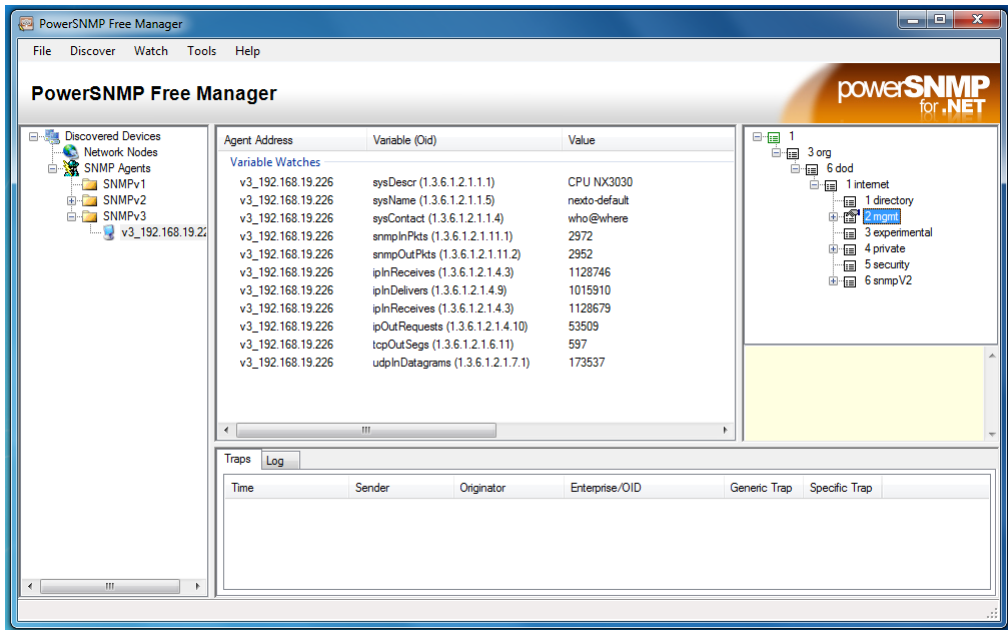 PowerSNMP Free Manager
File Discover Watch Tools Help
PowerSNMP Free Manager
powerSNMP
for .NET
Discovered Devices
Network Nodes
SNMP Agents
SNMPv1
SNMPv2
SNMPv3
v3_192.168.19.22
Agent Address Variable (Oid) Value
Variable Watches
v3_192.168.19.226 sysDescr (1.3.6.1.2.1.1.1) CPU NX3030
v3_192.168.19.226 sysName (1.3.6.1.2.1.1.5) nexto-default
v3_192.168.19.226 sysContact (1.3.6.1.2.1.1.4) who@where
v3_192.168.19.226 snmpInPkts (1.3.6.1.2.1.11.1) 2972
v3_192.168.19.226 snmpOutPkts (1.3.6.1.2.1.11.2) 2952
v3_192.168.19.226 ipInReceives (1.3.6.1.2.1.4.3) 1128746
v3_192.168.19.226 ipInDelivers (1.3.6.1.2.1.4.9) 1015910
v3_192.168.19.226 ipInReceives (1.3.6.1.2.1.4.3) 1128679
v3_192.168.19.226 ipOutRequests (1.3.6.1.2.1.4.10) 53509
v3_192.168.19.226 tcpOutSegs (1.3.6.1.2.1.6.11) 597
v3_192.168.19.226 udpInDatagrams (1.3.6.1.2.1.7.1) 173537
1
3 org
6 dod
1 internet
1 directory
2 mgmt
3 experimental
4 private
5 security
6 snmpV2
Traps Log
Time Sender Originator Enterprise/OID Generic Trap Specific Trap